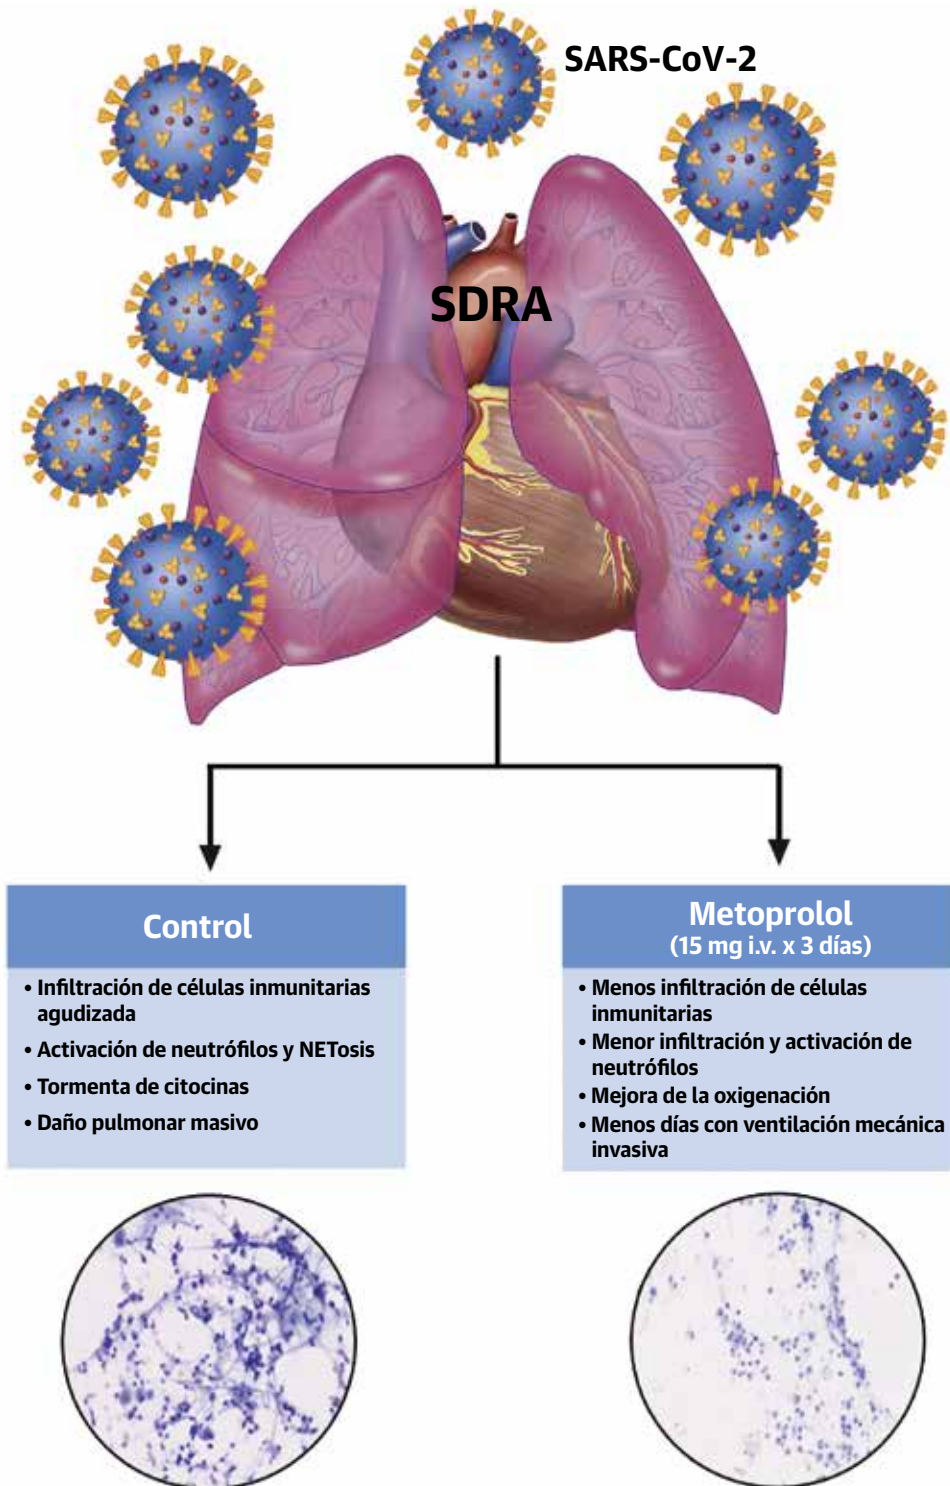 SARS-CoV-2
SDRA
Control
• Infiltración de células inmunitarias
agudizada
• Activación de neutrófilos y NETosis
• Tormenta de citocinas
• Daño pulmonar masivo
Metoprolol
(15 mg i.v. x 3 días)
• Menos infiltración de células
inmunitarias
• Menor infiltración y activación de
neutrófilos
• Mejora de la oxigenación
• Menos días con ventilación mecánica
invasiva